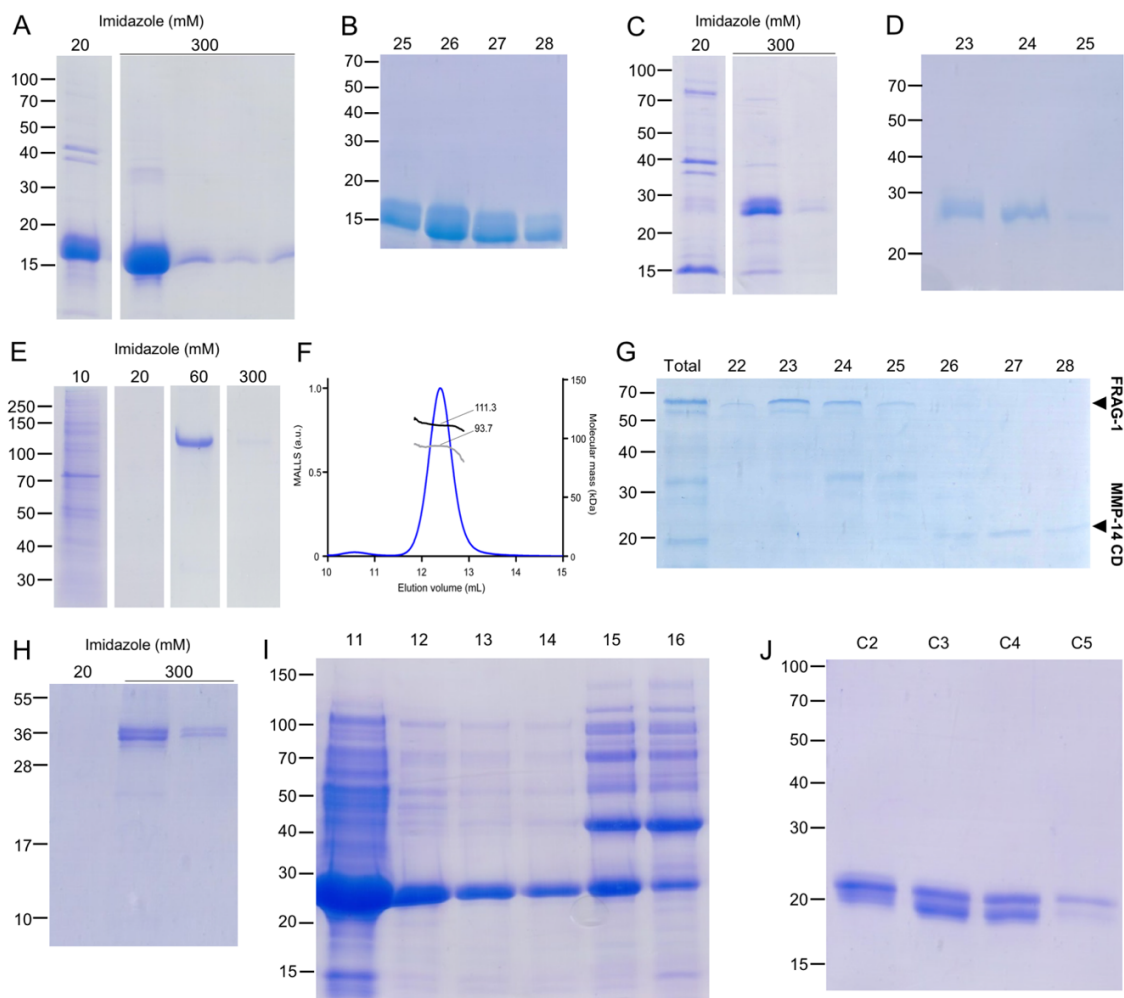 A
Imidazole (mM)
20 300
100
70
50
40
30
20
15
B
25 26 27 28
70
50
40
30
20
15
C
Imidazole (mM)
20 300
100
70
50
40
30
20
15
D
23 24 25
70
50
40
30
20
E
Imidazole (mM)
10 20 60 300
250
150
100
70
50
40
30
F
1.0
0.5
0
MALLS (a.u.)
111.3
93.7
150
100
50
0
Molecular mass (kDa)
10 11 12 13 14 15
Elution volume (mL)
G
Total 22 23 24 25 26 27 28
70
50
40
30
20
FRAG-1
MMP-14 CD
H
Imidazole (mM)
20 300
55
36
28
17
10
I
11 12 13 14 15 16
150
100
70
50
40
30
20
15
J
C2 C3 C4 C5
100
70
50
40
30
20
15